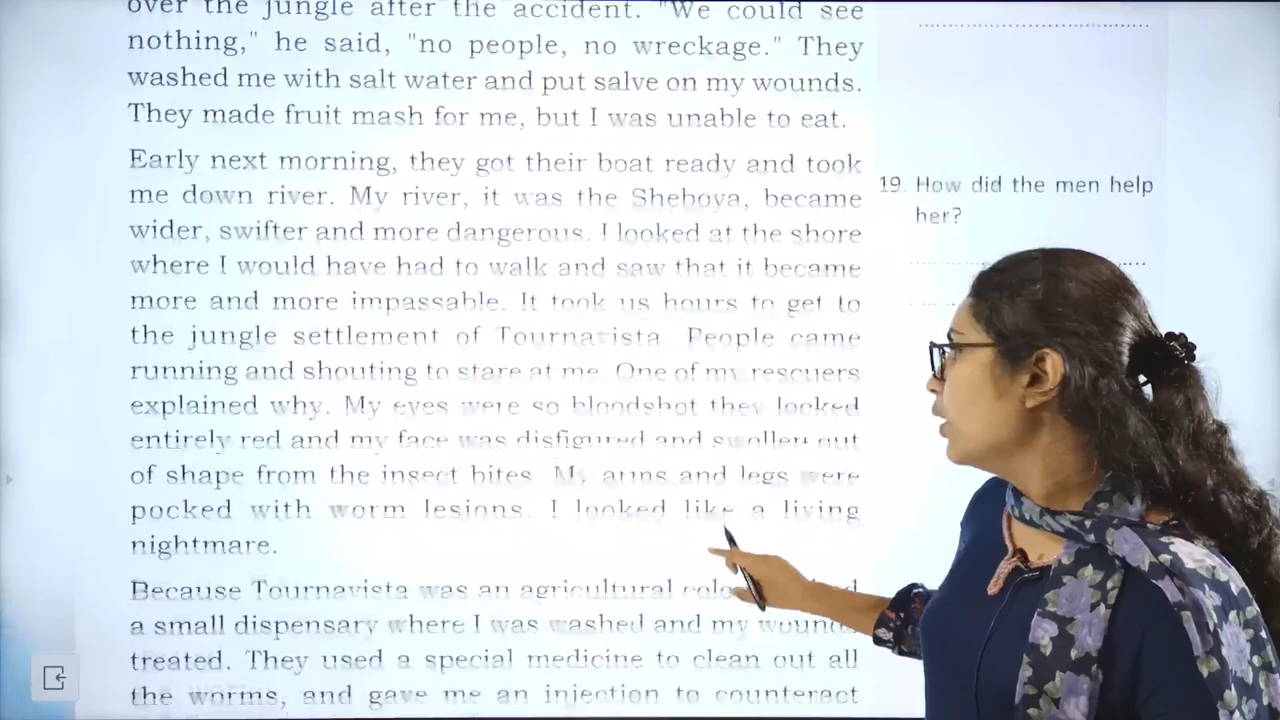 over the jungle after the accident. "We could see
nothing," he said, "no people, no wreckage." They
washed me with salt water and put salve on my wounds.
They made fruit mash for me, but I was unable to eat.
Early next morning, they got their boat ready and took
me down river. My river, it was the Sheboya, became
wider, swifter and more dangerous. I looked at the shore
where I would have had to walk and saw that it became
more and more impassable. It took us hours to get to
the jungle settlement of Tournavista. People came
running and shouting to stare at me. One of my rescuers
explained why. My eyes were so bloodshot they looked
entirely red and my face was disfigured and swollen out
of shape from the insect bites. My arms and legs were
pocked with worm lesions. I looked like a living
nightmare.
Because Tournavista was an agricultural
a small dispensary where I was washed and my
treated. They used a special medicine to clean out all
the worms, and gave me an injection to counteract
19. How did the men help
her?